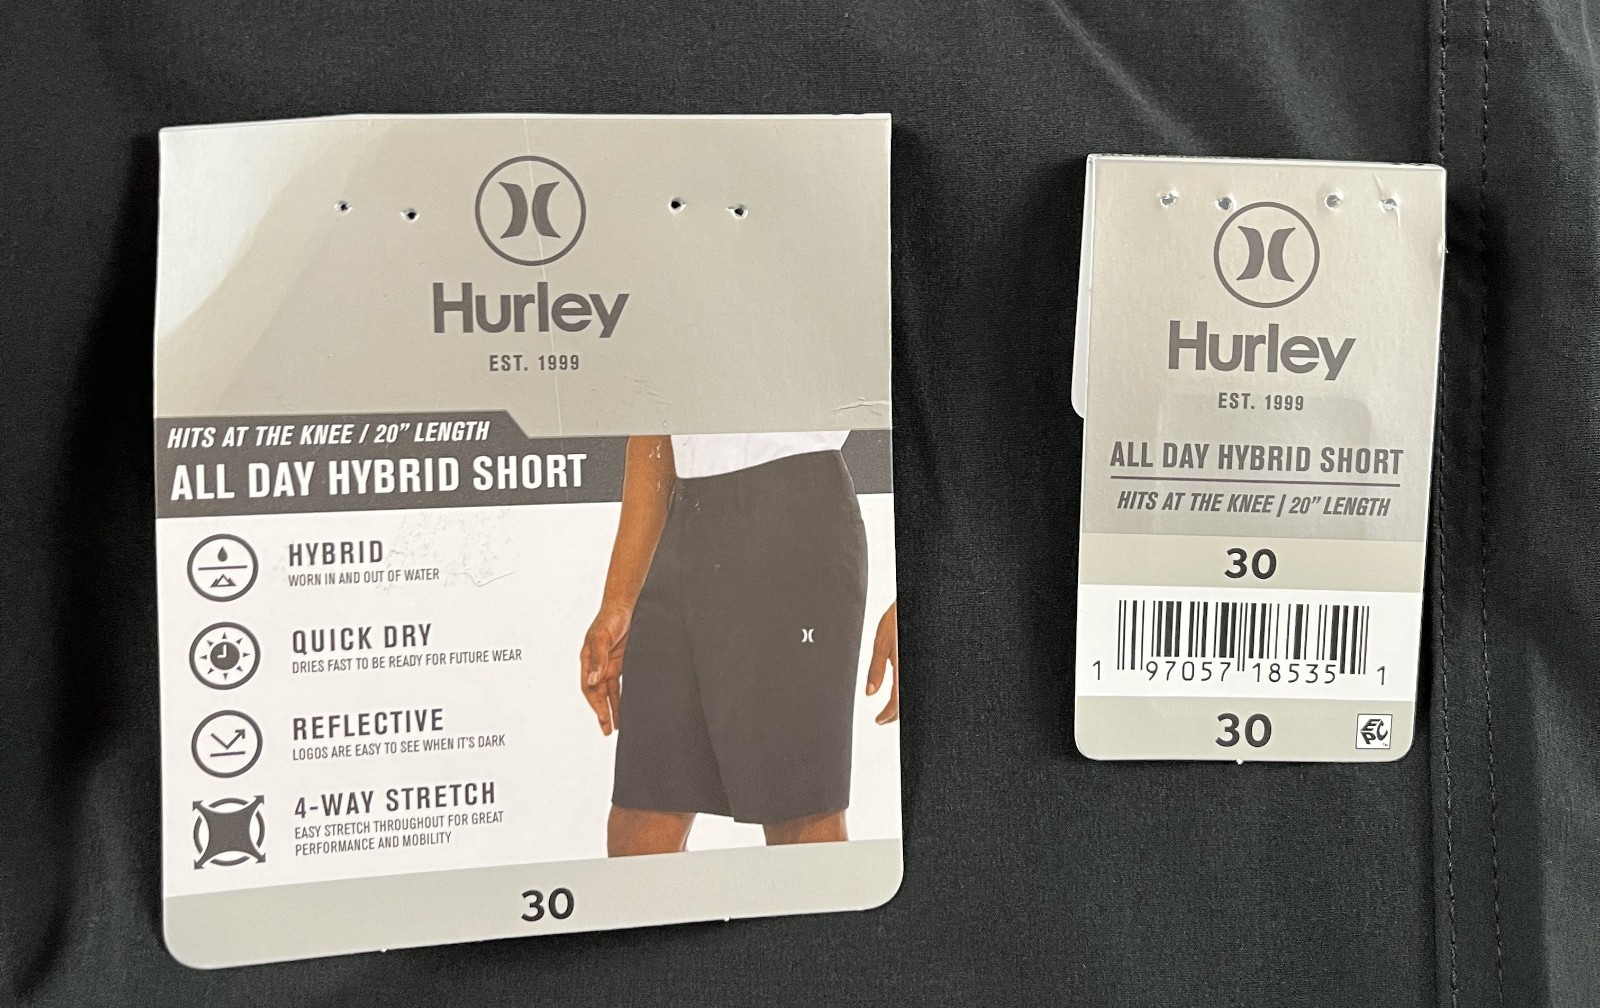 Hurley
EST. 1999
HITS AT THE KNEE / 20” LENGTH
ALL DAY HYBRID SHORT
HYBRID
WORN IN AND OUT OF WATER
QUICK DRY
DRIES FAST TO BE READY FOR FUTURE WEAR
REFLECTIVE
LOGOS ARE EASY TO SEE WHEN IT'S DARK
4-WAY STRETCH
EASY STRETCH THROUGHOUT FOR GREAT
PERFORMANCE AND MOBILITY
30
Hurley
EST. 1999
ALL DAY HYBRID SHORT
HITS AT THE KNEE | 20” LENGTH
30
1 97057 18535 1
30
EPC